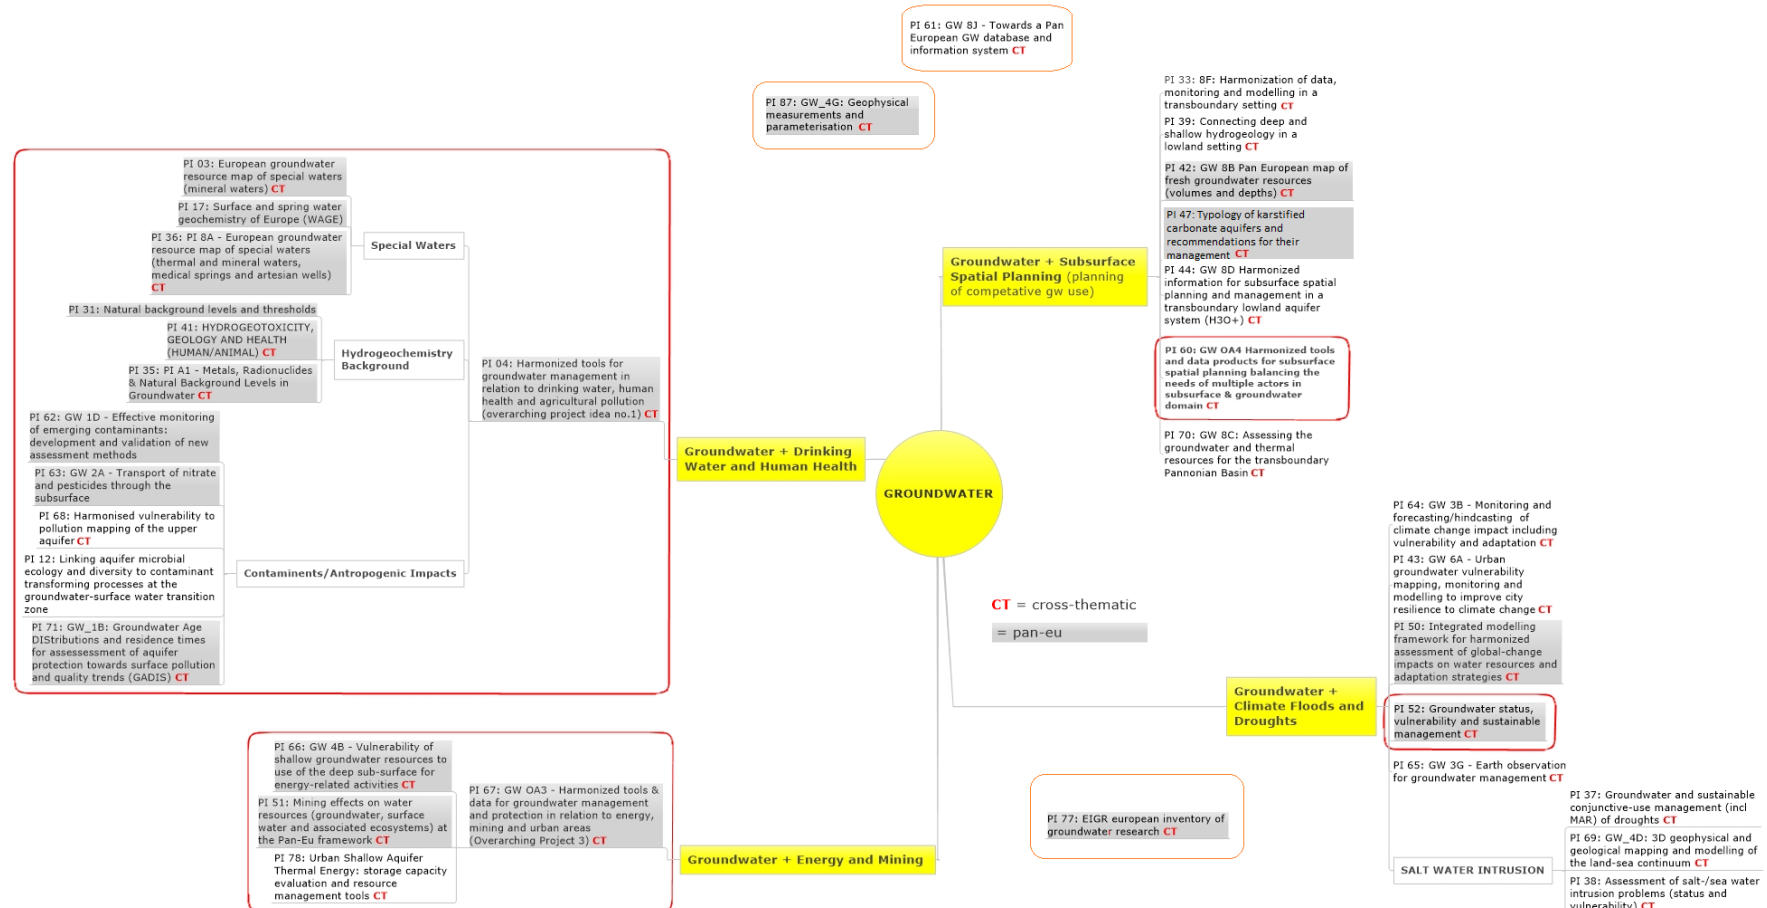 PI 61: GW 8J - Towards a Pan
European GW database and
information system CT
PI 87: GW_4G: Geophysical
measurements and
parameterisation CT
PI 33: 8F: Harmonization of data,
monitoring and modelling in a
transboundary setting CT
PI 39: Connecting deep and
shallow hydrogeology in a
lowland setting CT
PI 42: GW 8B Pan European map of
fresh groundwater resources
(volumes and depths) CT
PI 47: Typology of karstified
carbonate aquifers and
recommendations for their
management CT
PI 44: GW 8D Harmonized
information for subsurface spatial
planning and management in a
transboundary lowland aquifer
system (H3O+) CT
PI 60: GW OA4 Harmonized tools
and data products for subsurface
spatial planning balancing the
needs of multiple actors in
subsurface & groundwater
domain CT
PI 70: GW 8C: Assessing the
groundwater and thermal
resources for the transboundary
Pannonian Basin CT
Groundwater + Subsurface
Spatial Planning (planning
of competative gw use)
PI 03: European groundwater
resource map of special waters
(mineral waters) CT
PI 17: Surface and spring water
geochemistry of Europe (WAGE)
PI 36: PI 8A - European groundwater
resource map of special waters
(thermal and mineral waters,
medical springs and artesian wells)
CT
Special Waters
PI 31: Natural background levels and thresholds
PI 41: HYDROGEOTOXICITY,
GEOLOGY AND HEALTH
(HUMAN/ANIMAL) CT
PI 35: PI A1 - Metals, Radionuclides
& Natural Background Levels in
Groundwater CT
Hydrogeochemistry
Background
PI 62: GW 1D - Effective monitoring
of emerging contaminants:
development and validation of new
assessment methods
PI 63: GW 2A - Transport of nitrate
and pesticides through the
subsurface
PI 68: Harmonised vulnerability to
pollution mapping of the upper
aquifer CT
PI 12: Linking aquifer microbial
ecology and diversity to contaminant
transforming processes at the
groundwater-surface water transition
zone
PI 71: GW_1B: Groundwater Age
DIStributions and residence times
for assessesment of aquifer
protection towards surface pollution
and quality trends (GADIS) CT
Contaminents/Antropogenic Impacts
PI 04: Harmonized tools for
groundwater management in
relation to drinking water, human
health and agricultural pollution
(overarching project idea no.1) CT
Groundwater + Drinking
Water and Human Health
GROUNDWATER
CT = cross-thematic
= pan-eu
PI 64: GW 3B - Monitoring and
forecasting/hindcasting of
climate change impact including
vulnerability and adaptation CT
PI 43: GW 6A - Urban
groundwater vulnerability
mapping, monitoring and
modelling to improve city
resilience to climate change CT
PI 50: Integrated modelling
framework for harmonized
assessment of global-change
impacts on water resources and
adaptation strategies CT
PI 52: Groundwater status,
vulnerability and sustainable
management CT
PI 65: GW 3G - Earth observation
for groundwater management CT
Groundwater +
Climate Floods and
Droughts
PI 37: Groundwater and sustainable
conjunctive-use management (incl
MAR) of droughts CT
PI 69: GW_4D: 3D geophysical and
geological mapping and modelling of
the land-sea continuum CT
PI 38: Assessment of salt-/sea water
intrusion problems (status and
vulnerability) CT
SALT WATER INTRUSION
PI 77: EIGR european inventory of
groundwater research CT
PI 66: GW 4B - Vulnerability of
shallow groundwater resources to
use of the deep sub-surface for
energy-related activities CT
PI 51: Mining effects on water
resources (groundwater, surface
water and associated ecosystems) at
the Pan-Eu framework CT
PI 78: Urban Shallow Aquifer
Thermal Energy: storage capacity
evaluation and resource
management tools CT
PI 67: GW OA3 - Harmonized tools &
data for groundwater management
and protection in relation to energy,
mining and urban areas
(Overarching Project 3) CT
Groundwater + Energy and Mining